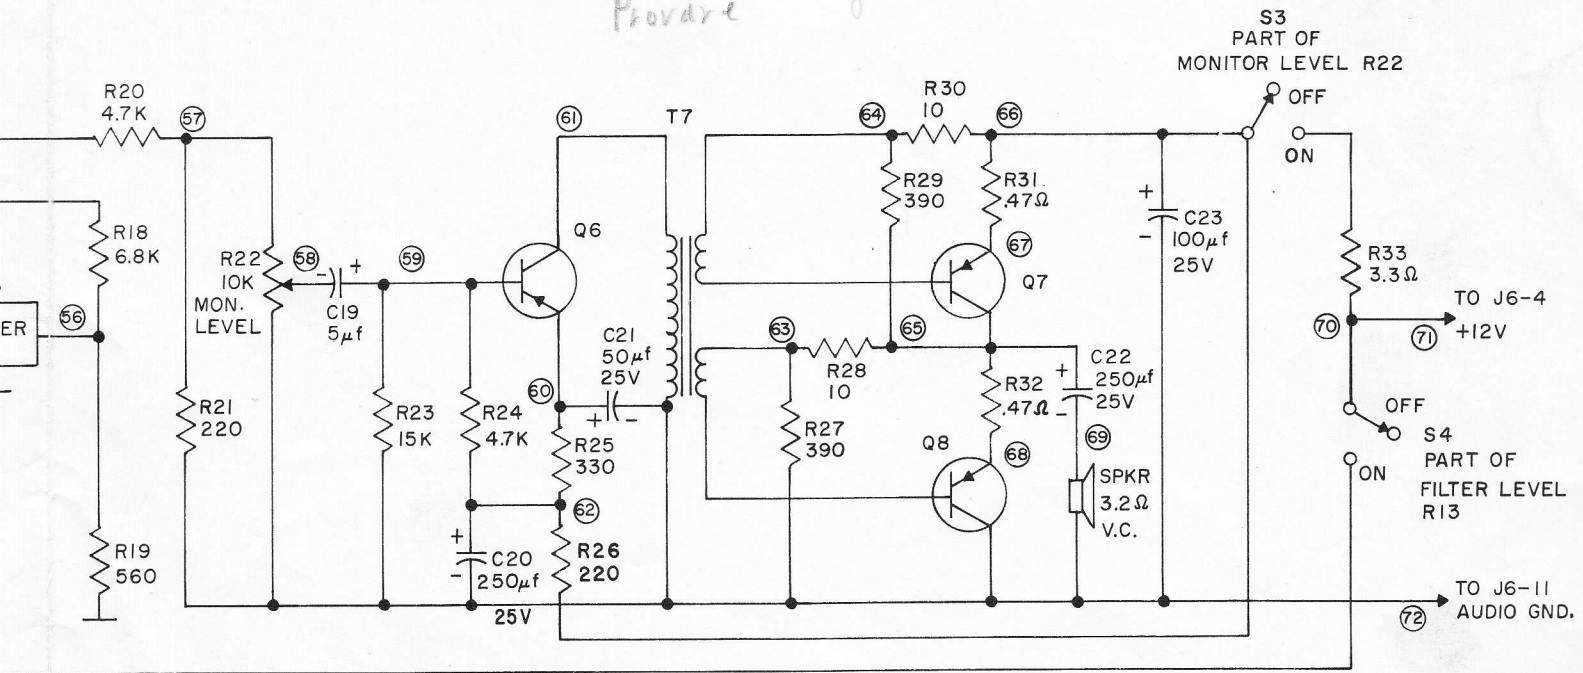 Provdre
S3
PART OF
MONITOR LEVEL R22
OFF
ON
R20
4.7K
57
61
T7
64
R30
10
66
R18
6.8K
R29
390
R31
.47Ω
+
-
C23
100μf
25V
R33
3.3Ω
R22
10K
MON.
LEVEL
58
-
+
C19
5μf
59
Q6
67
Q7
TO J6-4
+12V
70
71
ER
56
C21
50μf
25V
+
-
60
63
R28
10
65
C22
250μf
25V
+
-
R32
.47Ω
R21
220
R23
15K
R24
4.7K
R25
330
R27
390
Q8
68
69
SPKR
3.2Ω
V.C.
OFF
S4
PART OF
FILTER LEVEL
R13
ON
62
R19
560
+
-
C20
250μf
25V
R26
220
TO J6-11
AUDIO GND.
72